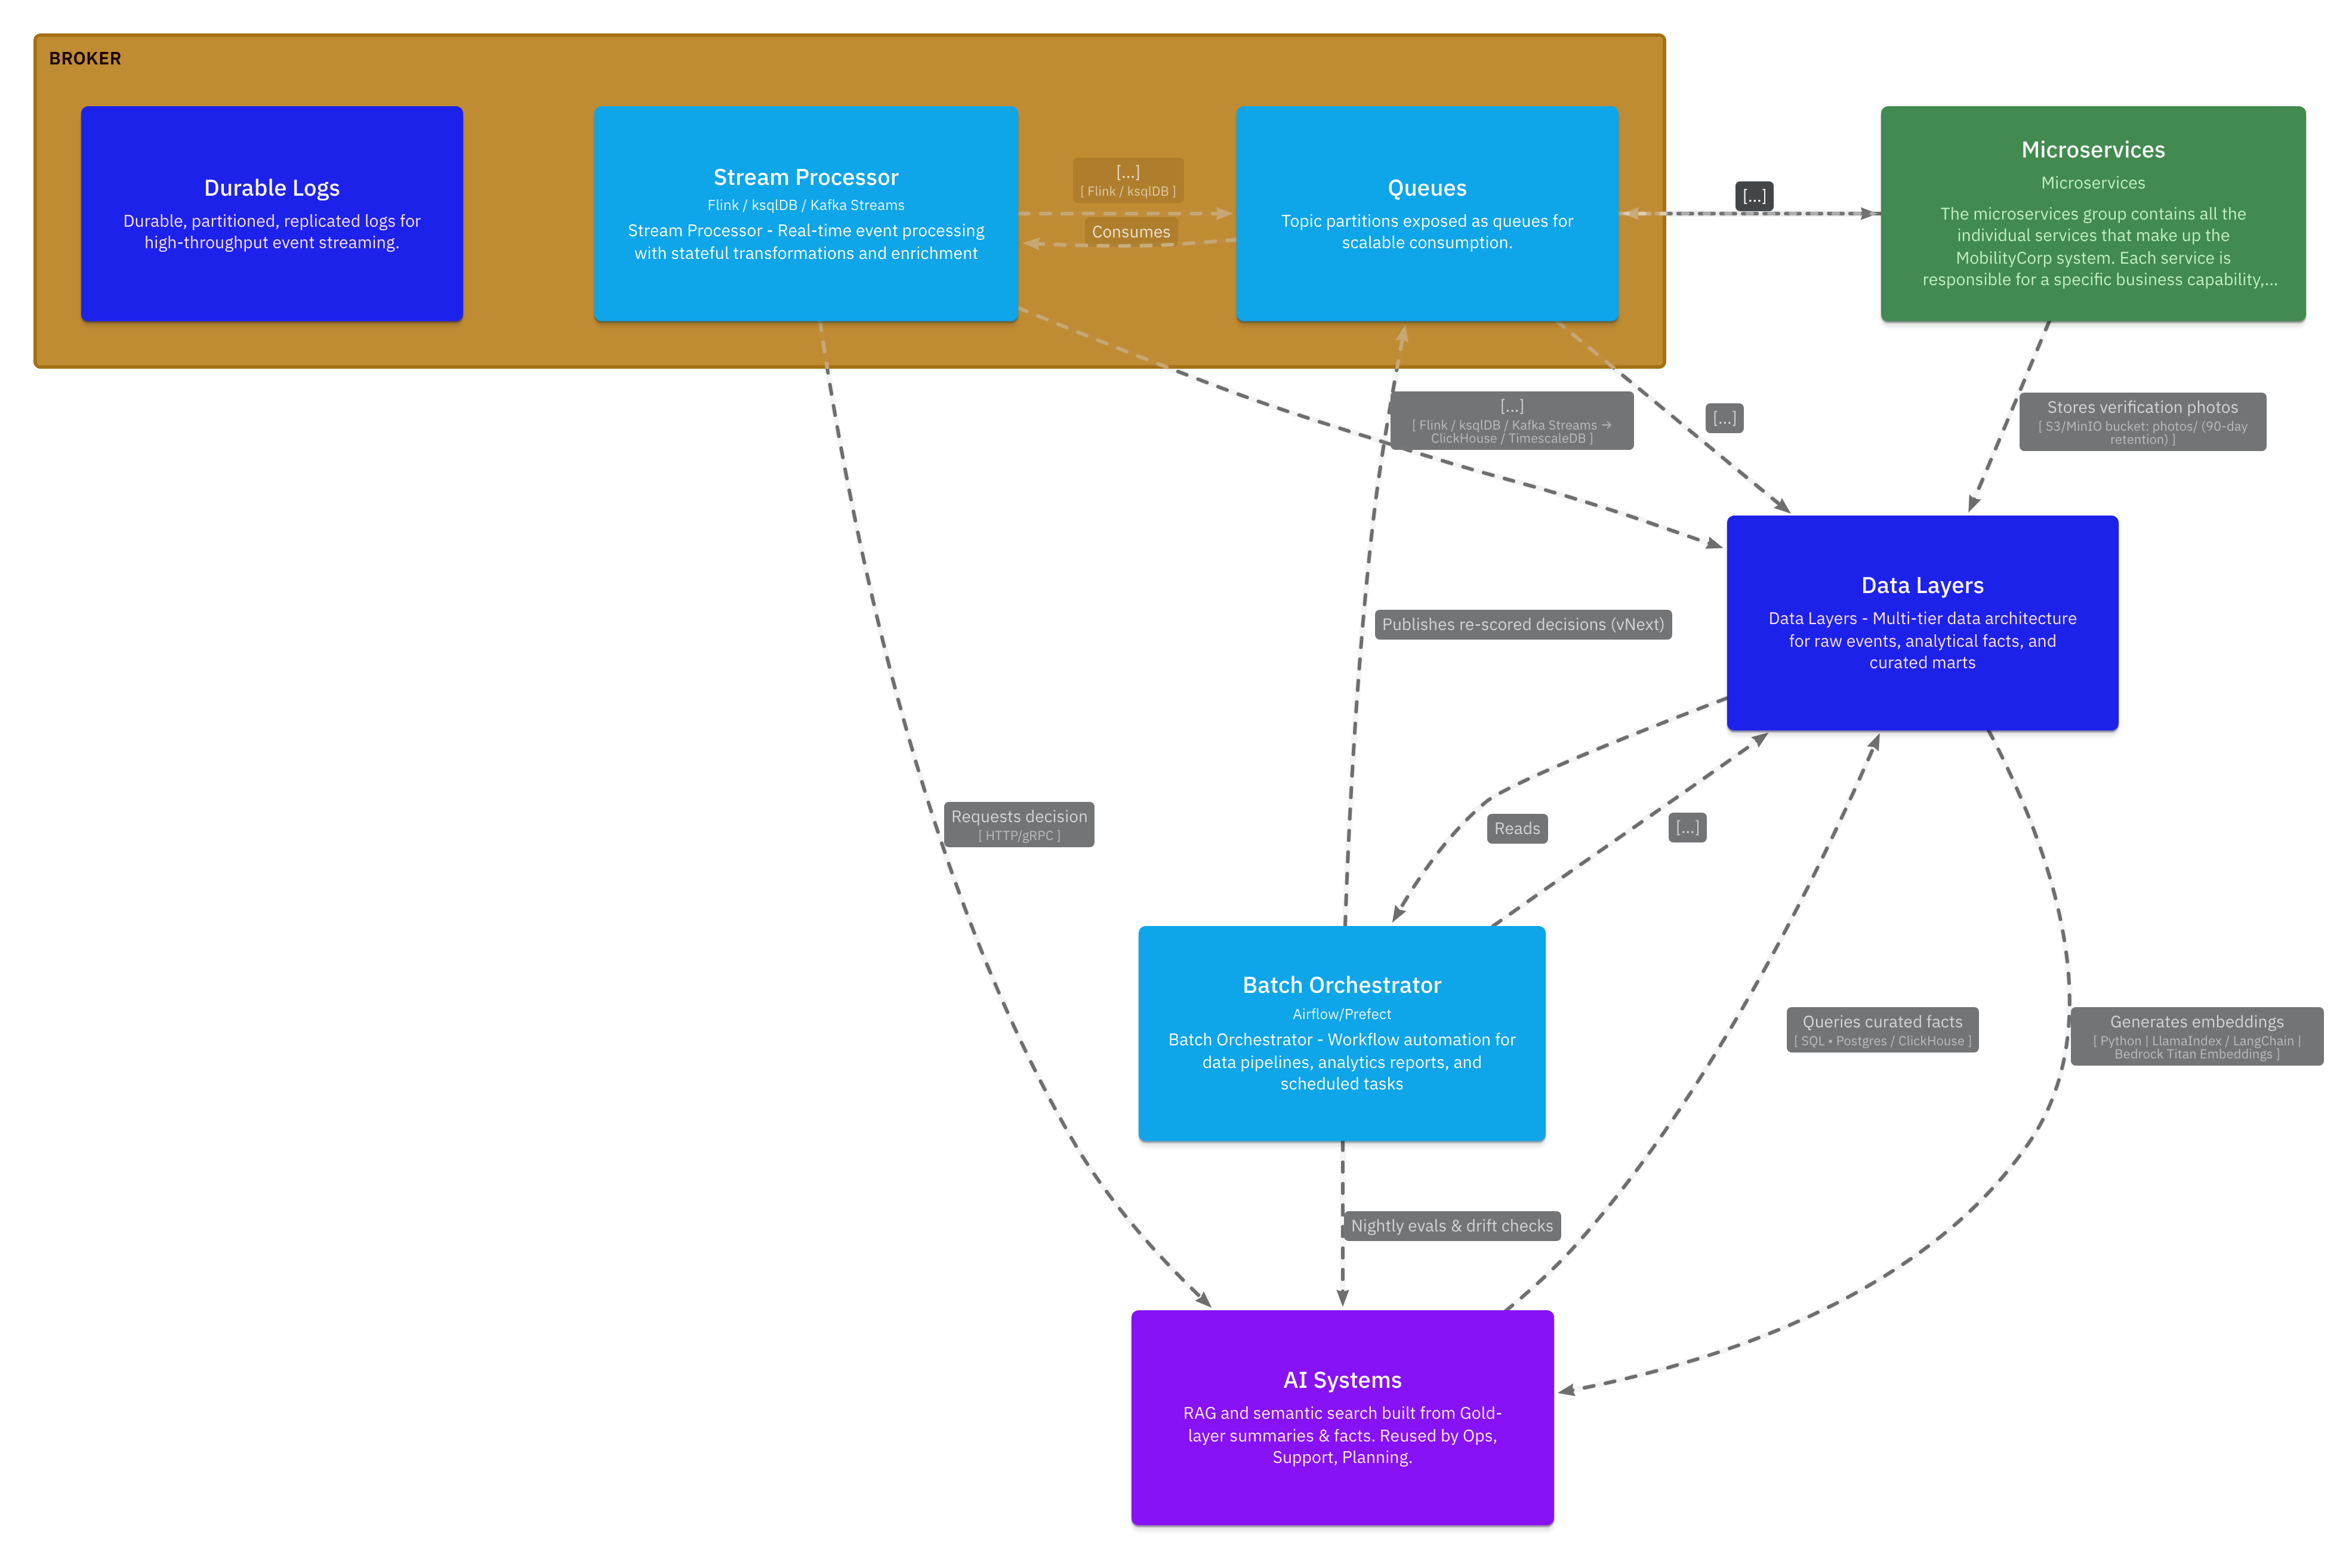 BROKER
Durable Logs
Durable, partitioned, replicated logs for
high-throughput event streaming.
Stream Processor
Flink / ksqlDB / Kafka Streams
Stream Processor - Real-time event processing
with stateful transformations and enrichment
[...]
[ Flink / ksqlDB ]
Consumes
Queues
Topic partitions exposed as queues for
scalable consumption.
[...]
Microservices
Microservices
The microservices group contains all the
individual services that make up the
MobilityCorp system. Each service is
responsible for a specific business capability,...
[...]
[ Flink / ksqlDB / Kafka Streams →
ClickHouse / TimescaleDB ]
[...]
Stores verification photos
[ S3/MinIO bucket: photos/ (90-day
retention) ]
Data Layers
Data Layers - Multi-tier data architecture
for raw events, analytical facts, and
curated marts
Publishes re-scored decisions (vNext)
Requests decision
[ HTTP/gRPC ]
Reads
[...]
Batch Orchestrator
Airflow/Prefect
Batch Orchestrator - Workflow automation for
data pipelines, analytics reports, and
scheduled tasks
Queries curated facts
[ SQL • Postgres / ClickHouse ]
Generates embeddings
[ Python | LlamaIndex / LangChain |
Bedrock Titan Embeddings ]
Nightly evals & drift checks
AI Systems
RAG and semantic search built from Gold-
layer summaries & facts. Reused by Ops,
Support, Planning.